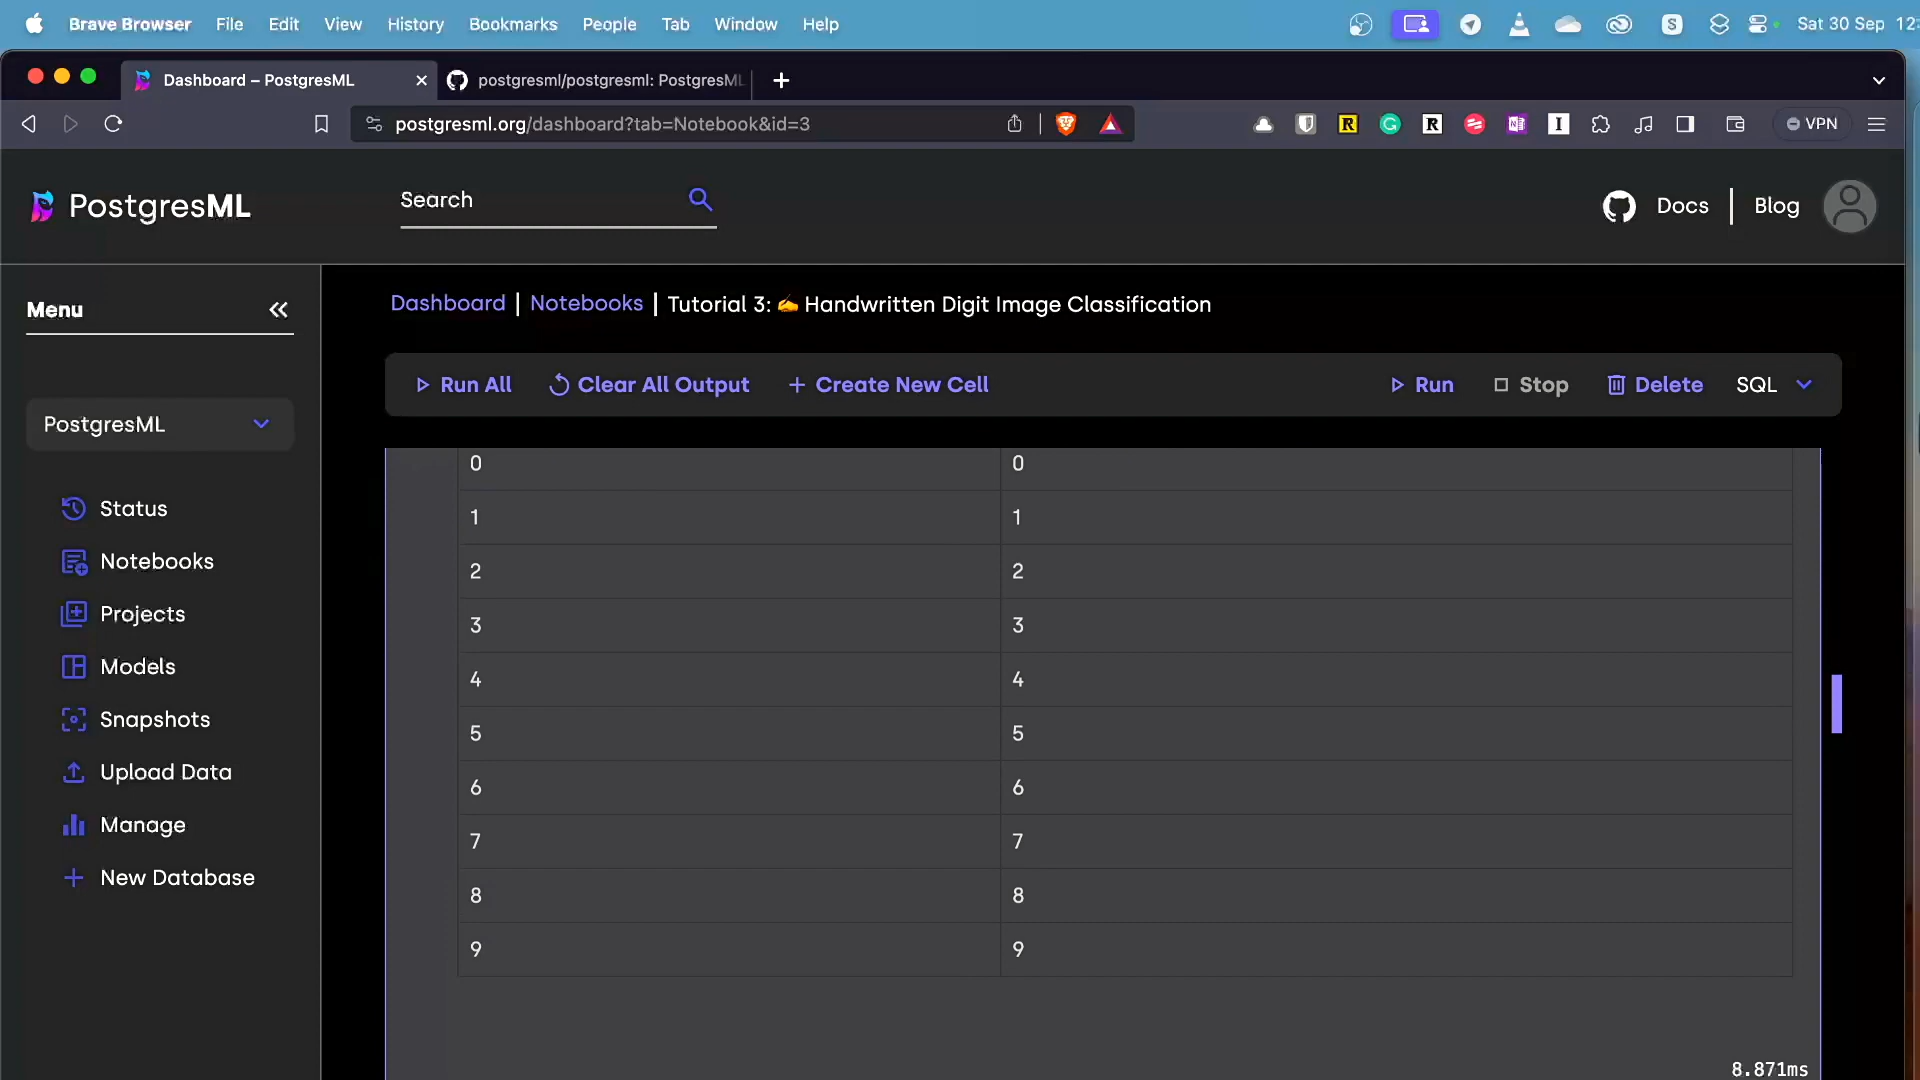 Brave Browser File Edit View History Bookmarks People Tab Window Help S Sat 30 Sep 12:
Dashboard – PostgresML postgresml/postgresml: PostgresML
postgresml.org/dashboard?tab=Notebook&id=3 R G R I VPN
PostgresML Search Docs | Blog
Menu
Dashboard | Notebooks | Tutorial 3: ✍️ Handwritten Digit Image Classification
Run All Clear All Output + Create New Cell Run Stop Delete SQL
PostgresML
Status
Notebooks
Projects
Models
Snapshots
Upload Data
Manage
New Database
0 0
1 1
2 2
3 3
4 4
5 5
6 6
7 7
8 8
9 9
8.871ms